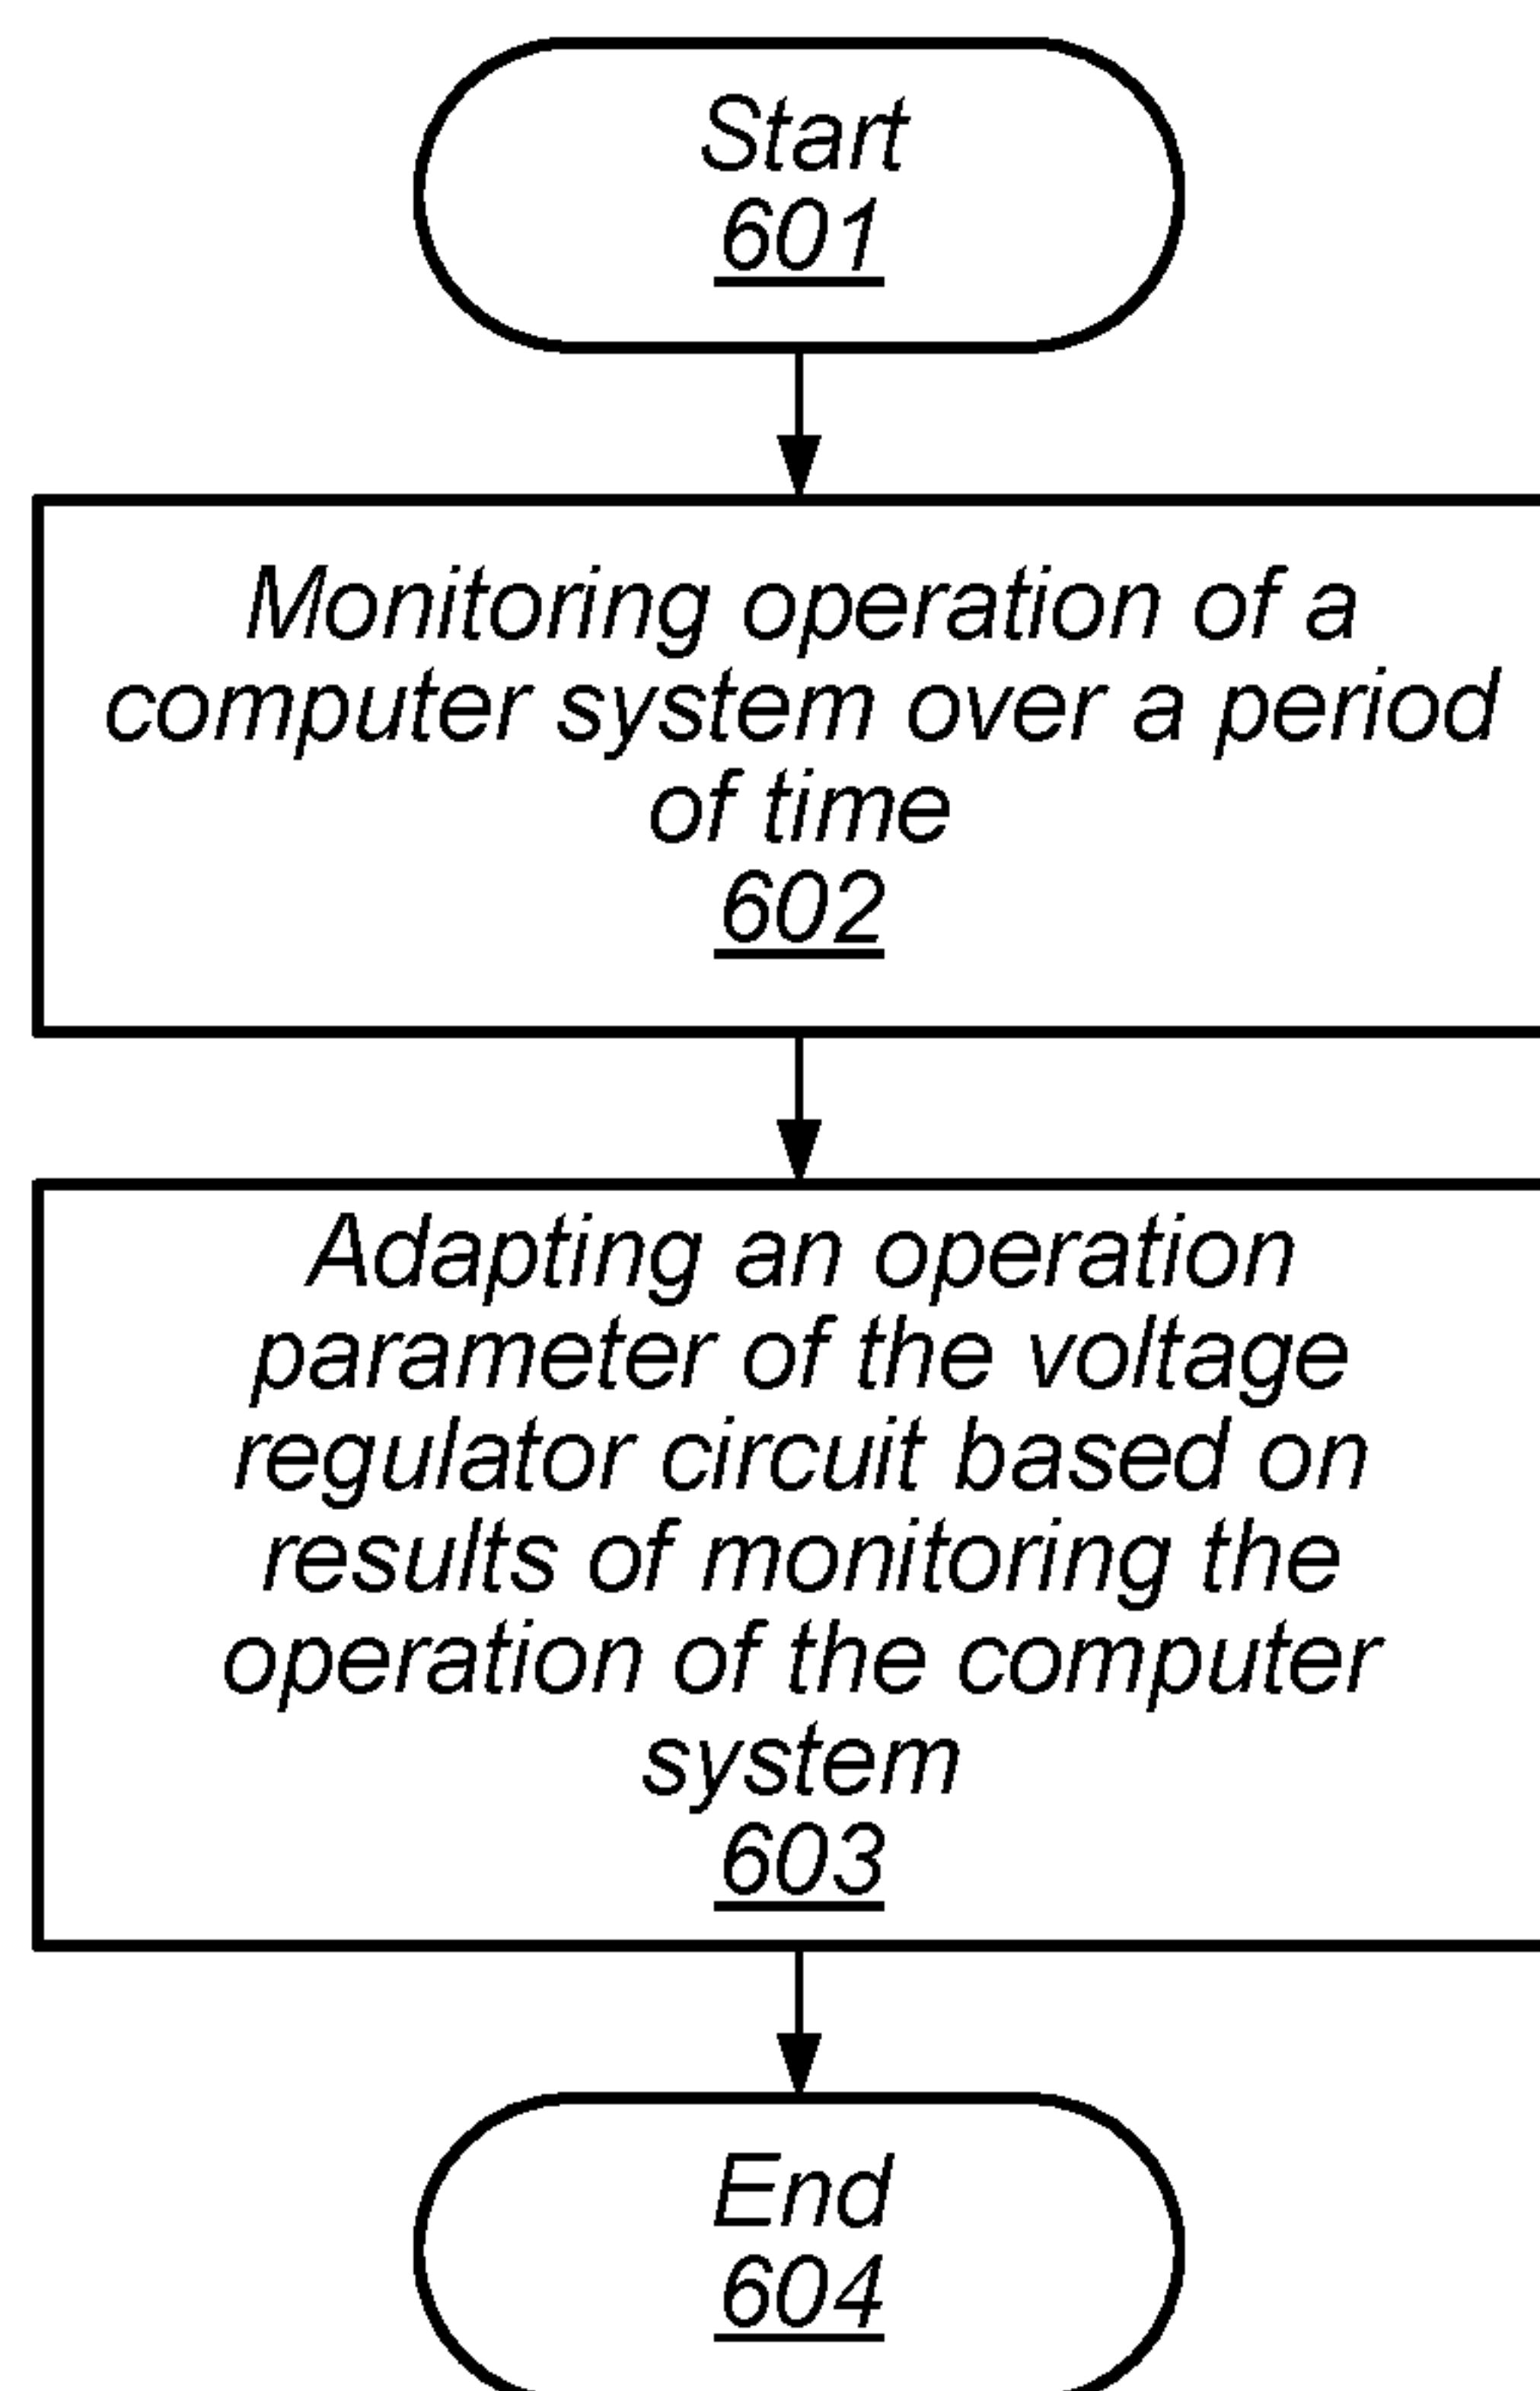 Start
601
Monitoring operation of a
computer system over a period
of time
602
Adapting an operation
parameter of the voltage
regulator circuit based on
results of monitoring the
operation of the computer
system
603
End
604